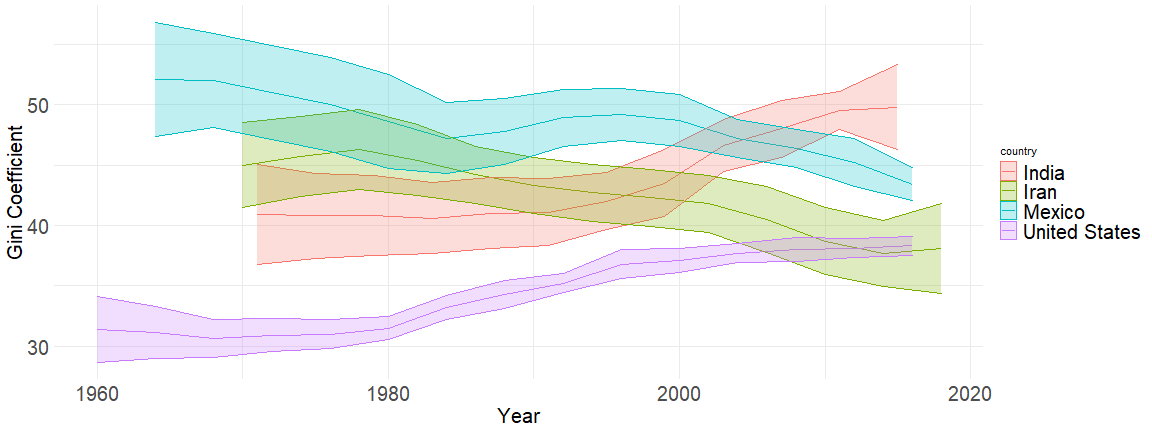 Gini Coefficient
50
40
30
1960
1980
2000
2020
Year
country
India
Iran
Mexico
United States